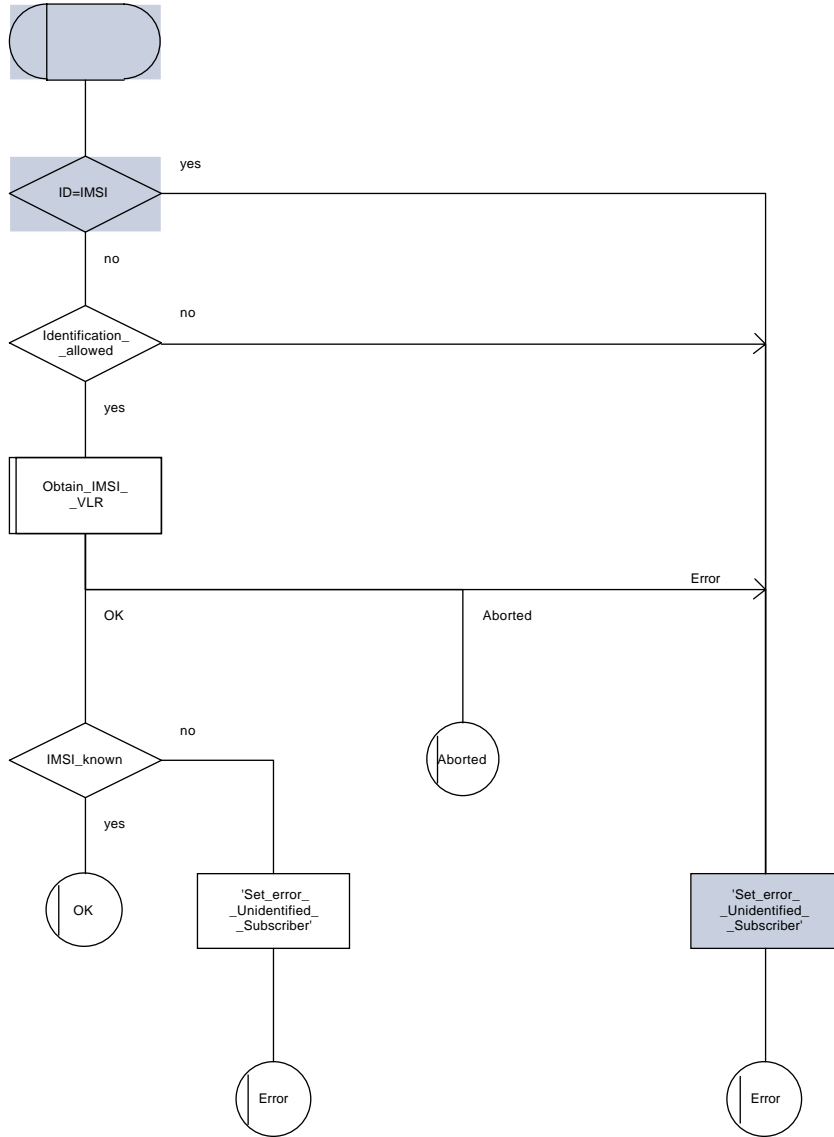 yes
ID=IMSI
no
no
Identification_
_allowed
yes
Obtain_IMSI_
_VLR
Error
OK
Aborted
no
IMSI_known
Aborted
yes
OK
'Set_error_
_Unidentified_
_Subscriber'
'Set_error_
_Unidentified_
_Subscriber'
Error
Error